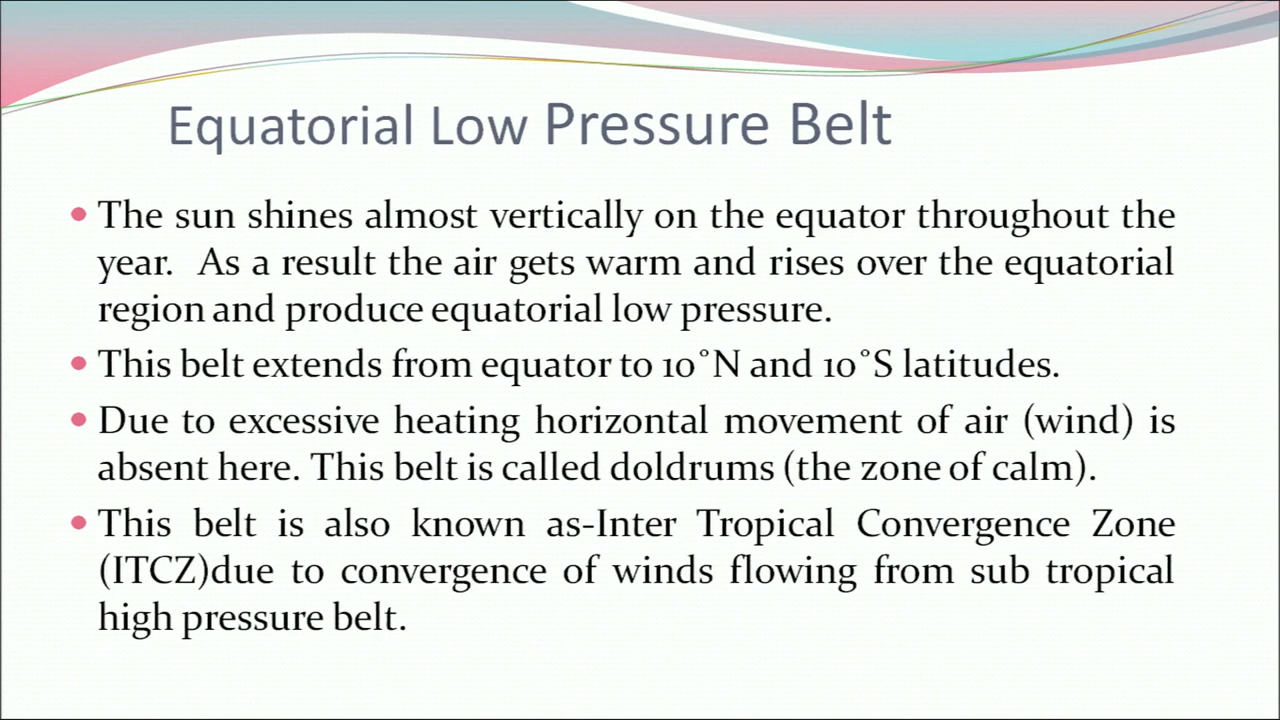 Equatorial Low Pressure Belt
• The sun shines almost vertically on the equator throughout the
year.  As a result the air gets warm and rises over the equatorial
region and produce equatorial low pressure.
• This belt extends from equator to 10˚N and 10˚S latitudes.
• Due to excessive heating horizontal movement of air (wind) is
absent here. This belt is called doldrums (the zone of calm).
• This belt is also known as-Inter Tropical Convergence Zone
(ITCZ)due to convergence of winds flowing from sub tropical
high pressure belt.